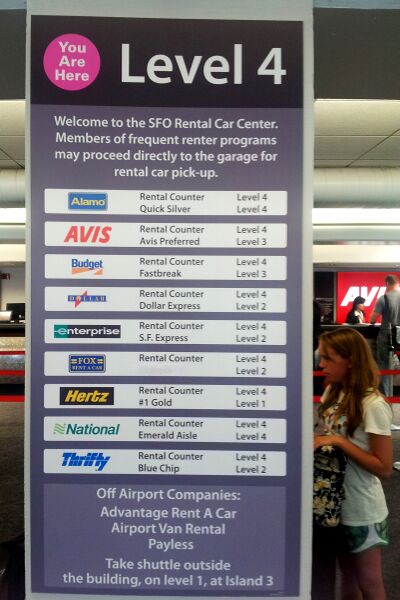 You
Are
Here
Level 4
Welcome to the SFO Rental Car Center.
Members of frequent renter programs
may proceed directly to the garage for
rental car pick-up.
Alamo Rental Counter Level 4
Quick Silver Level 4
AVIS Rental Counter Level 4
Avis Preferred Level 3
Budget Rental Counter Level 4
Fastbreak Level 3
DOLLAR Rental Counter Level 4
Dollar Express Level 2
enterprise Rental Counter Level 4
S.F. Express Level 2
FOX RENT A CAR Rental Counter Level 4
Level 2
Hertz Rental Counter Level 4
#1 Gold Level 1
National Rental Counter Level 4
Emerald Aisle Level 4
Thrifty Rental Counter Level 4
Blue Chip Level 2
Off Airport Companies:
Advantage Rent A Car
Airport Van Rental
Payless
Take shuttle outside
the building, on level 1, at Island 3